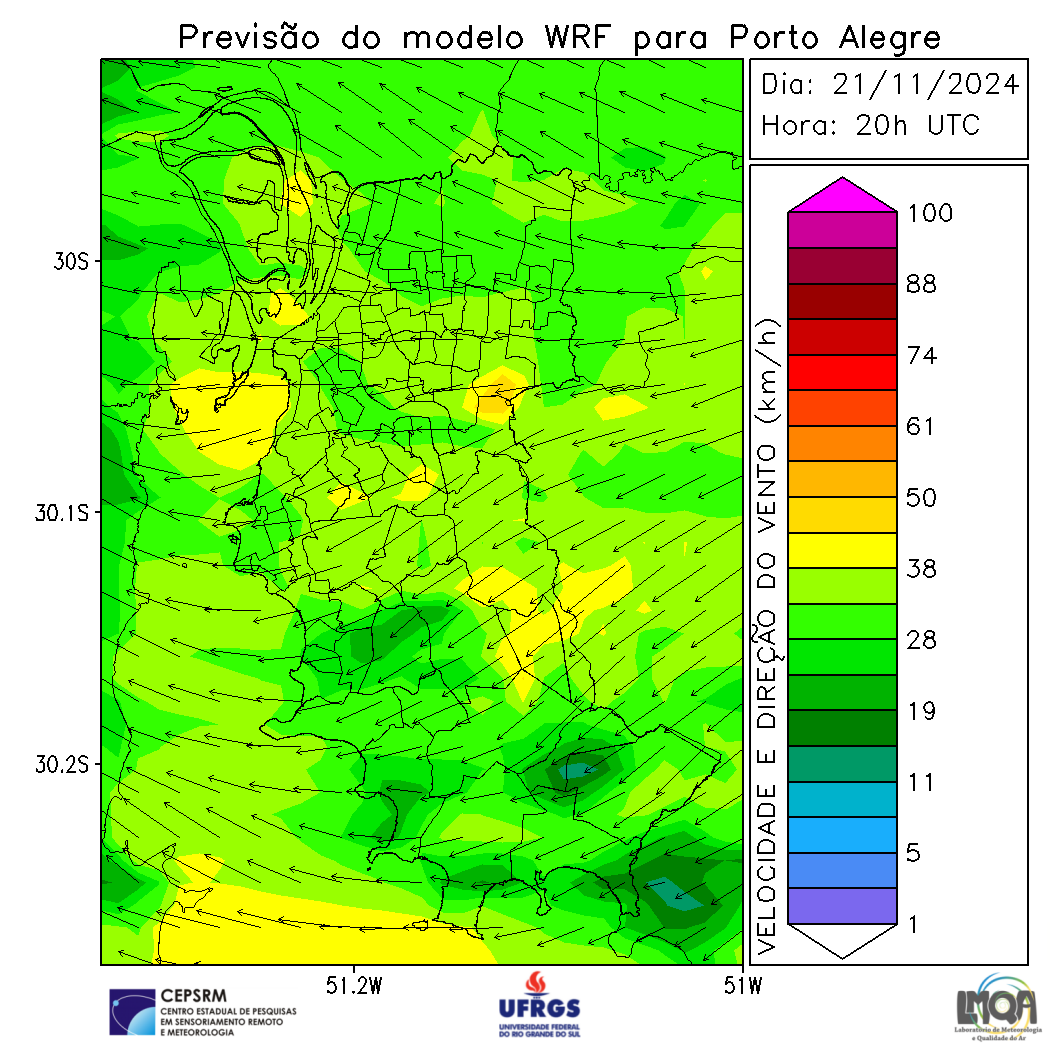 Previsão do modelo WRF para Porto Alegre
Dia: 21/11/2024
Hora: 20h UTC
30S
30.1S
30.2S
51.2W
51W
VELOCIDADE E DIREÇÃO DO VENTO (km/h)
100
88
74
61
50
38
28
19
11
5
1
CEPSRM
CENTRO ESTADUAL DE PESQUISAS
EM SENSORIAMENTO REMOTO
E METEOROLOGIA
UFRGS
UNIVERSIDADE FEDERAL
DO RIO GRANDE DO SUL
LMQA
Laboratório de Meteorologia
e Qualidade do Ar